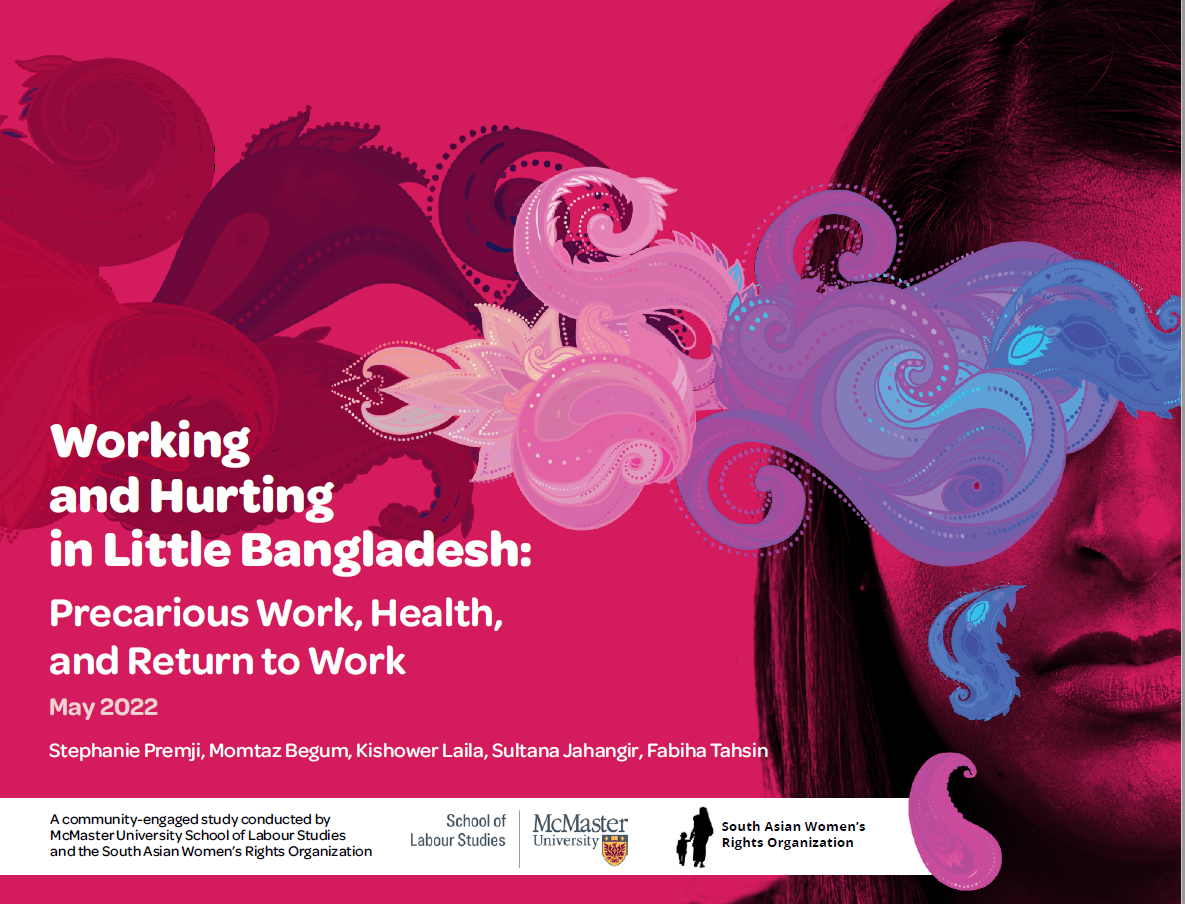 Working
and Hurting
in Little Bangladesh:
Precarious Work, Health,
and Return to Work
May 2022
Stephanie Premji, Momtaz Begum, Kishower Laila, Sultana Jahangir, Fabiha Tahsin
A community-engaged study conducted by
McMaster University School of Labour Studies
and the South Asian Women’s Rights Organization
School of
Labour Studies
McMaster
University
South Asian Women’s
Rights Organization